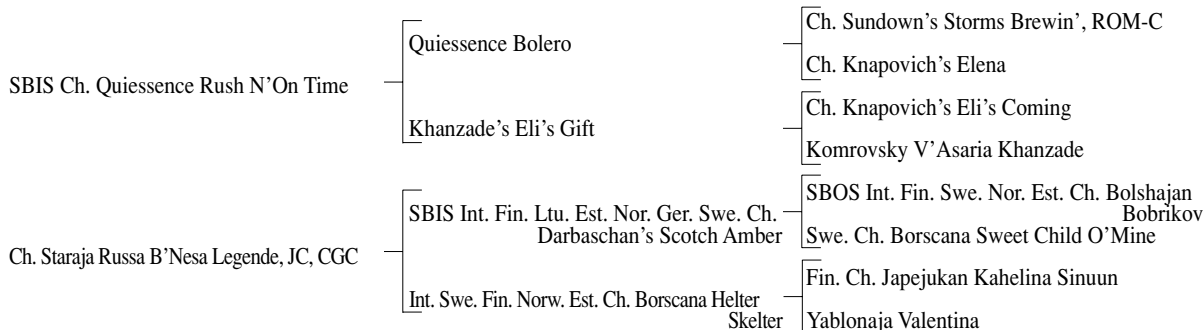 Ch. Sundown’s Storms Brewin’, ROM-C
Quiessence Bolero
Ch. Knapovich’s Elena
SBIS Ch. Quiessence Rush N’On Time
Ch. Knapovich’s Eli’s Coming
Khanzade’s Eli’s Gift
Komrovsky V’Asaria Khanzade
SBOS Int. Fin. Swe. Nor. Est. Ch. Bolshajan
Bobrikov
SBIS Int. Fin. Ltu. Est. Nor. Ger. Swe. Ch.
Darbaschan’s Scotch Amber
Swe. Ch. Borscana Sweet Child O’Mine
Ch. Staraja Russa B’Nesa Legende, JC, CGC
Fin. Ch. Japejukan Kahelina Sinuun
Int. Swe. Fin. Norw. Est. Ch. Borscana Helter
Skelter
Yablonaja Valentina